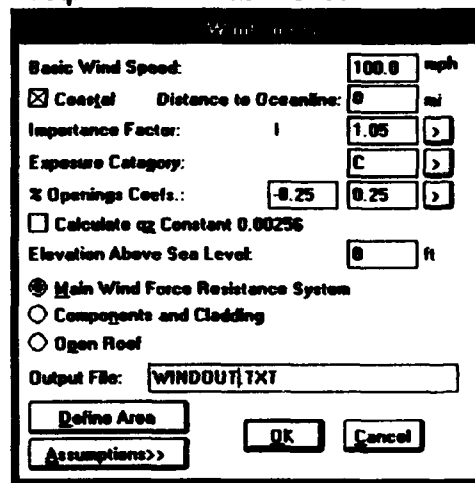 Basic Wind Speed: 100.0 mph
Coastal Distance to Oceanline: 0 mi
Importance Factor: I 1.05 >
Exposure Category: C >
% Openings Coefs.: -0.25 0.25 >
Calculate qz Constant 0.00256
Elevation Above Sea Level: 0 ft
Main Wind Force Resistance System
Components and Cladding
Open Roof
Output File: WINDOUT.TXT
Define Area
OK Cancel
Assumptions>>